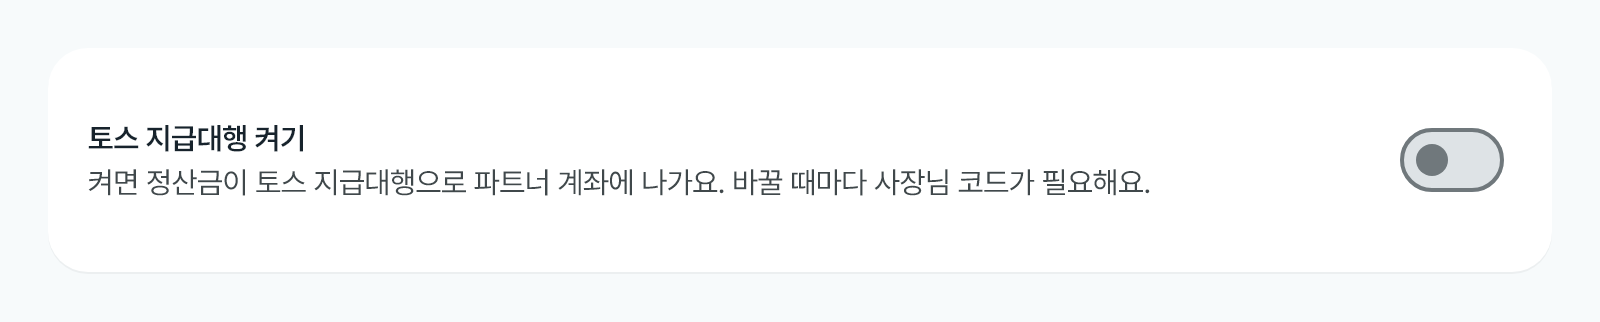 토스 지급대행 켜기
켜면 정산금이 토스 지급대행으로 파트너 계좌에 나가요. 바꿀 때마다 사장님 코드가 필요해요.